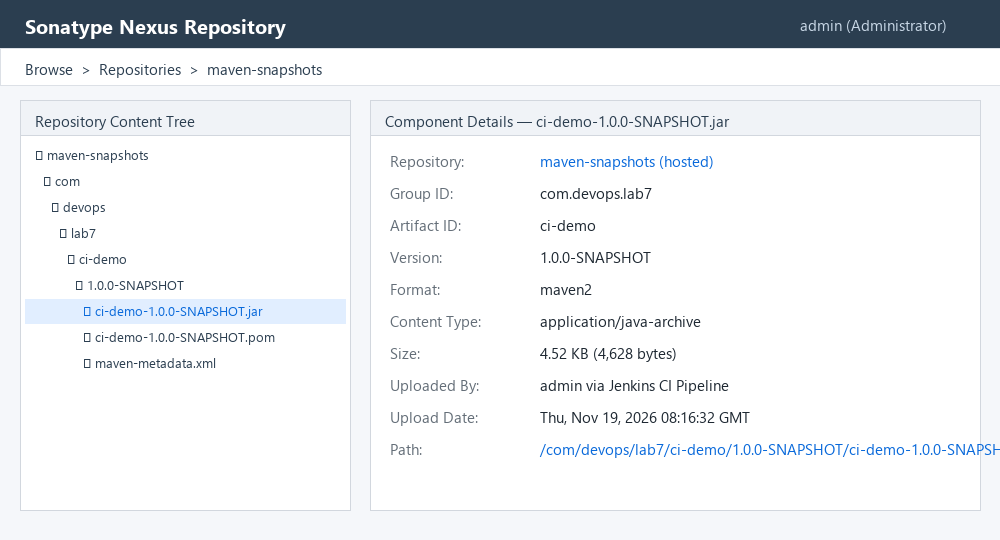 Sonatype Nexus Repository
admin (Administrator)
Browse > Repositories > maven-snapshots
Repository Content Tree
maven-snapshots
com
devops
lab7
ci-demo
1.0.0-SNAPSHOT
ci-demo-1.0.0-SNAPSHOT.jar
ci-demo-1.0.0-SNAPSHOT.pom
maven-metadata.xml
Component Details — ci-demo-1.0.0-SNAPSHOT.jar
Repository: maven-snapshots (hosted)
Group ID: com.devops.lab7
Artifact ID: ci-demo
Version: 1.0.0-SNAPSHOT
Format: maven2
Content Type: application/java-archive
Size: 4.52 KB (4,628 bytes)
Uploaded By: admin via Jenkins CI Pipeline
Upload Date: Thu, Nov 19, 2026 08:16:32 GMT
Path: /com/devops/lab7/ci-demo/1.0.0-SNAPSHOT/ci-demo-1.0.0-SNAPSH